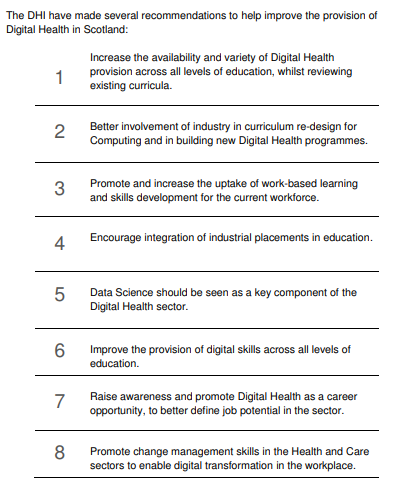 The DHI have made several recommendations to help improve the provision of
Digital Health in Scotland:
1
Increase the availability and variety of Digital Health
provision across all levels of education, whilst reviewing
existing curricula.
2
Better involvement of industry in curriculum re-design for
Computing and in building new Digital Health programmes.
3
Promote and increase the uptake of work-based learning
and skills development for the current workforce.
4
Encourage integration of industrial placements in education.
5
Data Science should be seen as a key component of the
Digital Health sector.
6
Improve the provision of digital skills across all levels of
education.
7
Raise awareness and promote Digital Health as a career
opportunity, to better define job potential in the sector.
8
Promote change management skills in the Health and Care
sectors to enable digital transformation in the workplace.